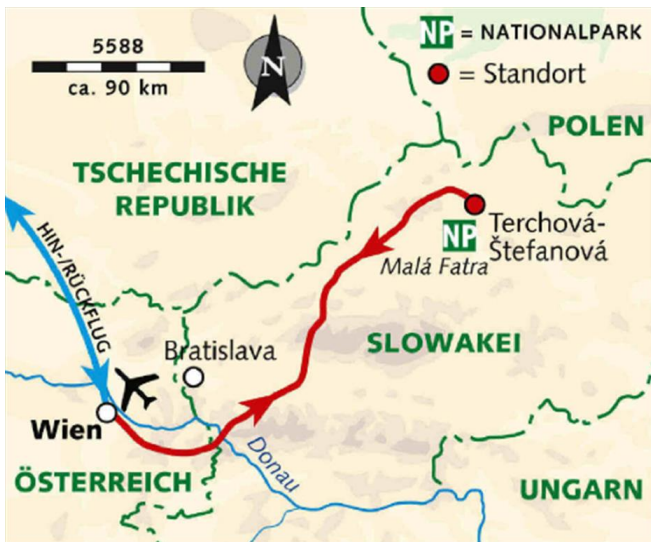 5588
ca. 90 km
N
NP = NATIONALPARK
= Standort
POLEN
TSCHECHISCHE
REPUBLIK
HIN-/RÜCKFLUG
NP
Terchová-
Štefanová
Malá Fatra
SLOWAKEI
Bratislava
Wien
Donau
ÖSTERREICH
UNGARN